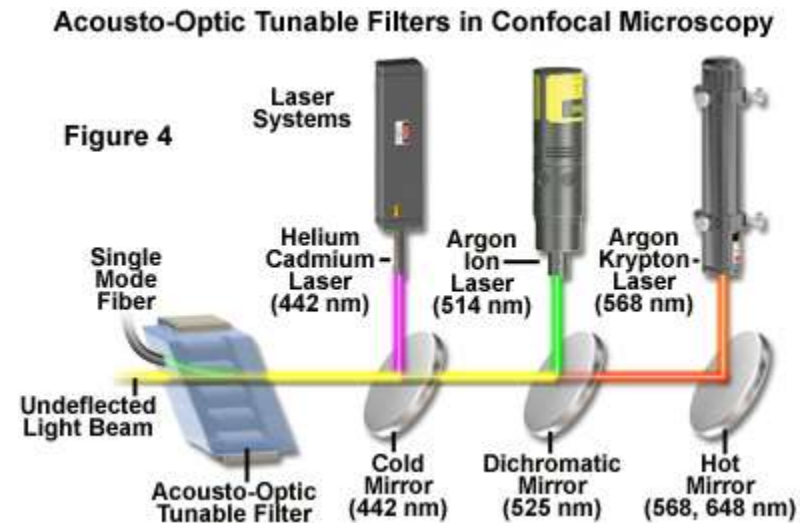 Acousto-Optic Tunable Filters in Confocal Microscopy
Figure 4
Laser
Systems
Single
Mode
Fiber
Helium
Cadmium
Laser
(442 nm)
Argon
Ion
Laser
(514 nm)
Argon
Krypton
Laser
(568 nm)
Undeflected
Light Beam
Acousto-Optic
Tunable Filter
Cold
Mirror
(442 nm)
Dichromatic
Mirror
(525 nm)
Hot
Mirror
(568, 648 nm)